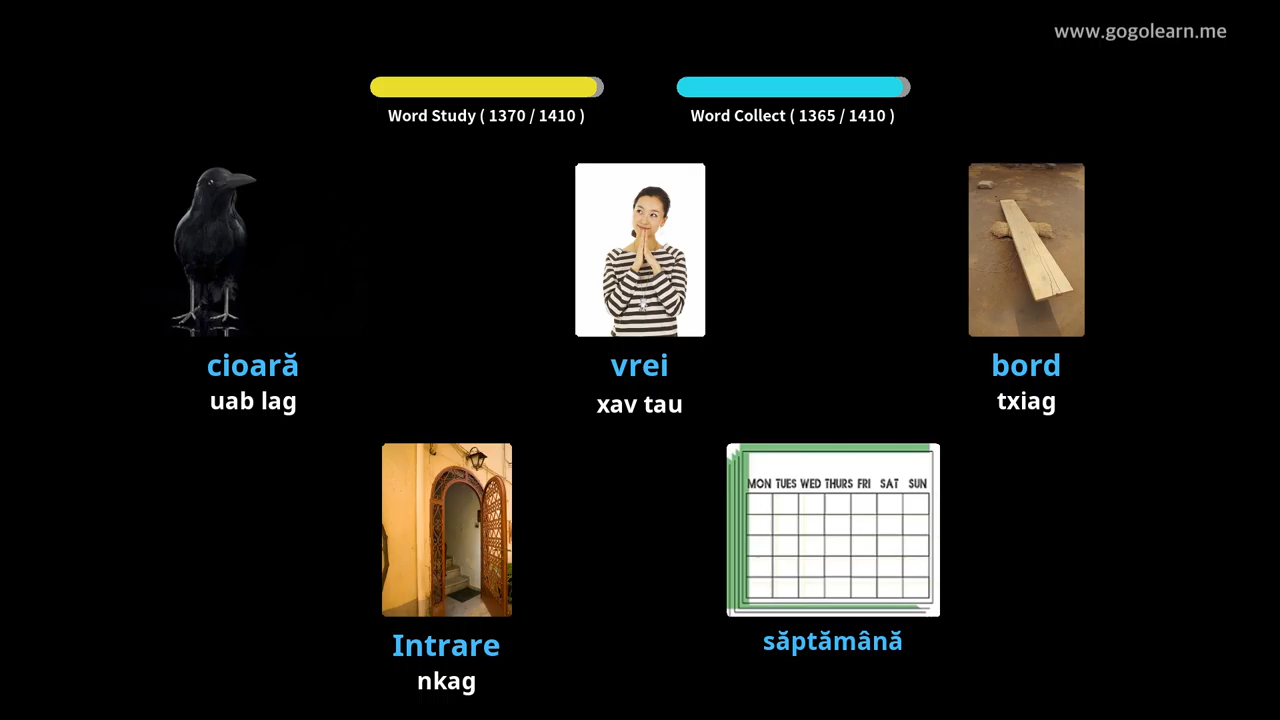 www.gogolearn.me
Word Study ( 1370 / 1410 )
Word Collect ( 1365 / 1410 )
cioară
vrei
bord
uab lag
xav tau
txiag
MON TUES WED THURS FRI SAT SUN
Intrare
săptămână
nkag